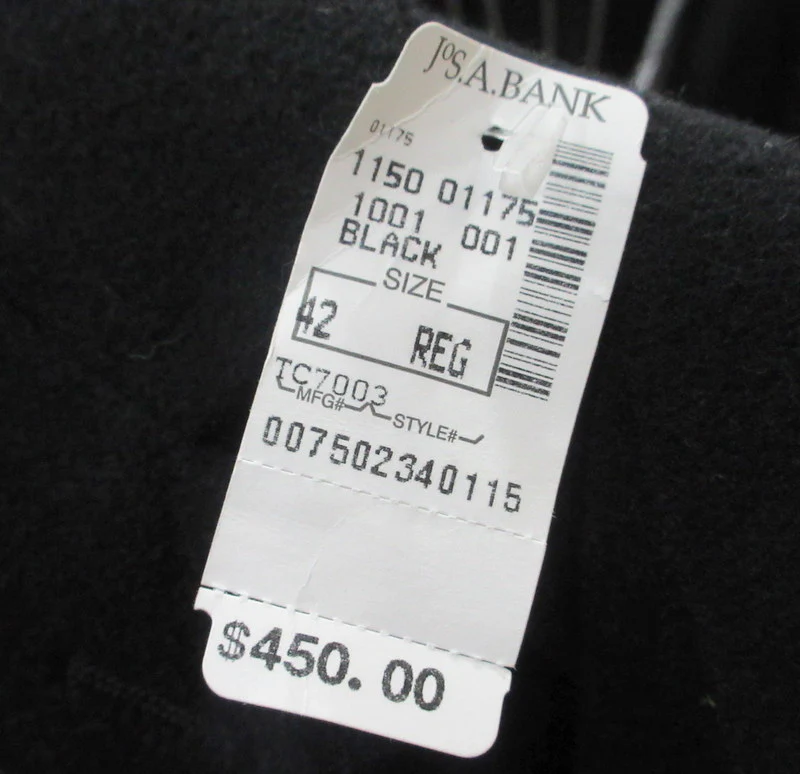 JoS.A.BANK
01175
1150 01175
1001 001
BLACK
SIZE
42 REG
TC7003
MFG# STYLE#
007502340115
$450.00